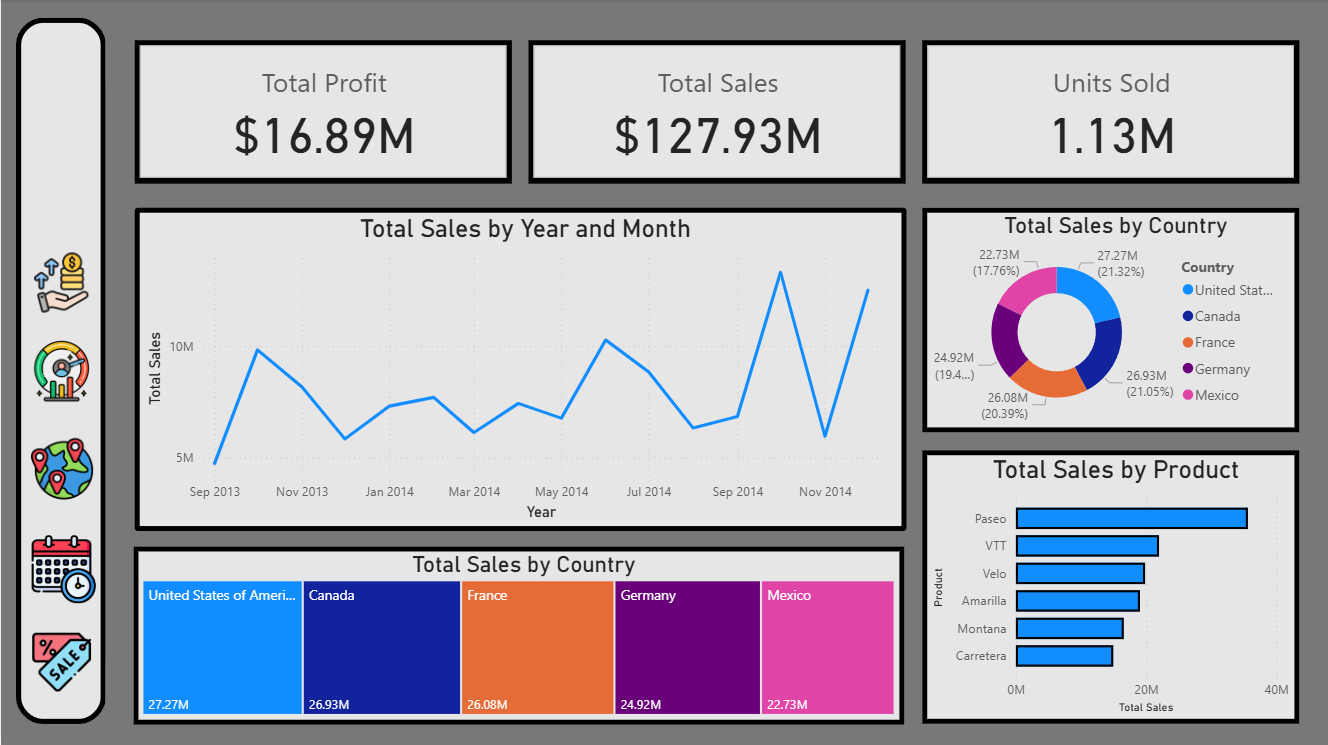 Total Profit
$16.89M
Total Sales
$127.93M
Units Sold
1.13M
Total Sales by Year and Month
Total Sales
10M
5M
Sep 2013
Nov 2013
Jan 2014
Mar 2014
May 2014
Jul 2014
Sep 2014
Nov 2014
Year
Total Sales by Country
22.73M
(17.76%)
27.27M
(21.32%)
24.92M
(19.4...)
26.93M
(21.05%)
26.08M
(20.39%)
Country
United Stat...
Canada
France
Germany
Mexico
Total Sales by Country
United States of Ameri...
27.27M
Canada
26.93M
France
26.08M
Germany
24.92M
Mexico
22.73M
Total Sales by Product
Product
Paseo
VTT
Velo
Amarilla
Montana
Carretera
0M
20M
40M
Total Sales
%
SALE
$